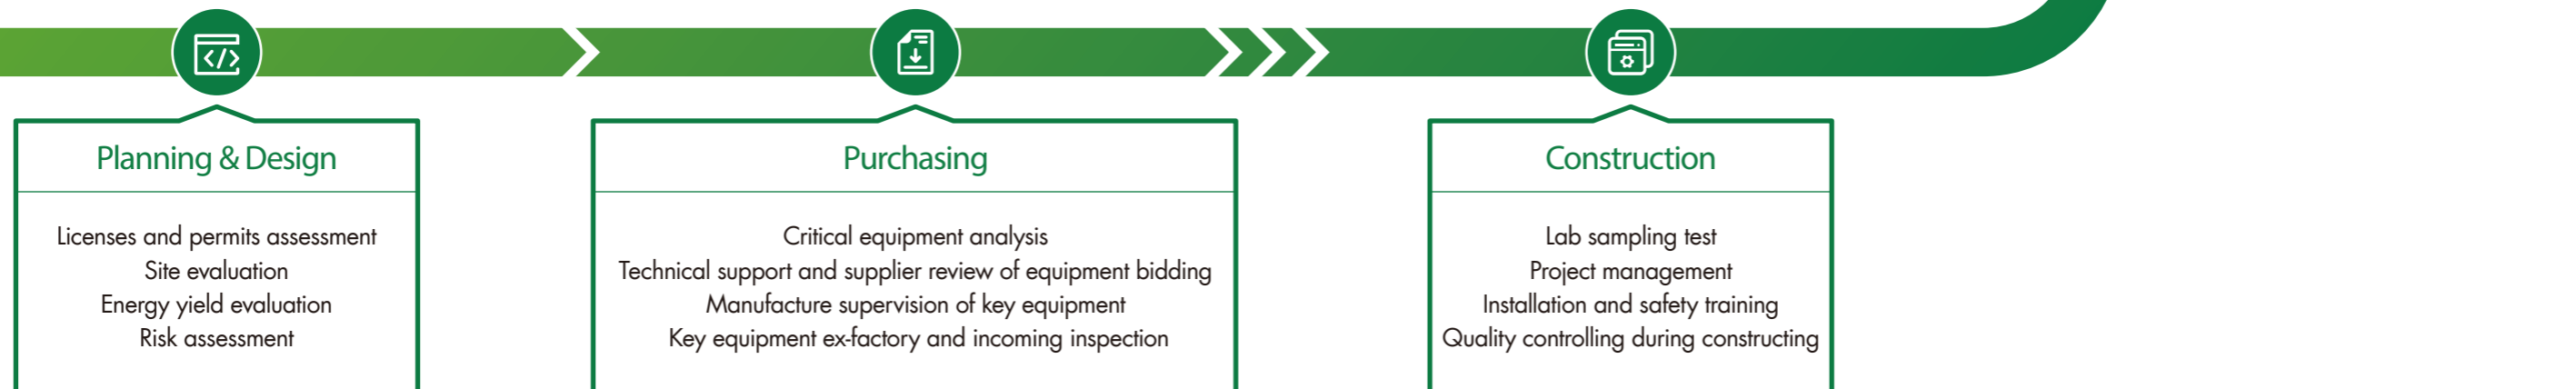 Planning & Design
Licenses and permits assessment
Site evaluation
Energy yield evaluation
Risk assessment
Purchasing
Critical equipment analysis
Technical support and supplier review of equipment bidding
Manufacture supervision of key equipment
Key equipment ex-factory and incoming inspection
Construction
Lab sampling test
Project management
Installation and safety training
Quality controlling during constructing